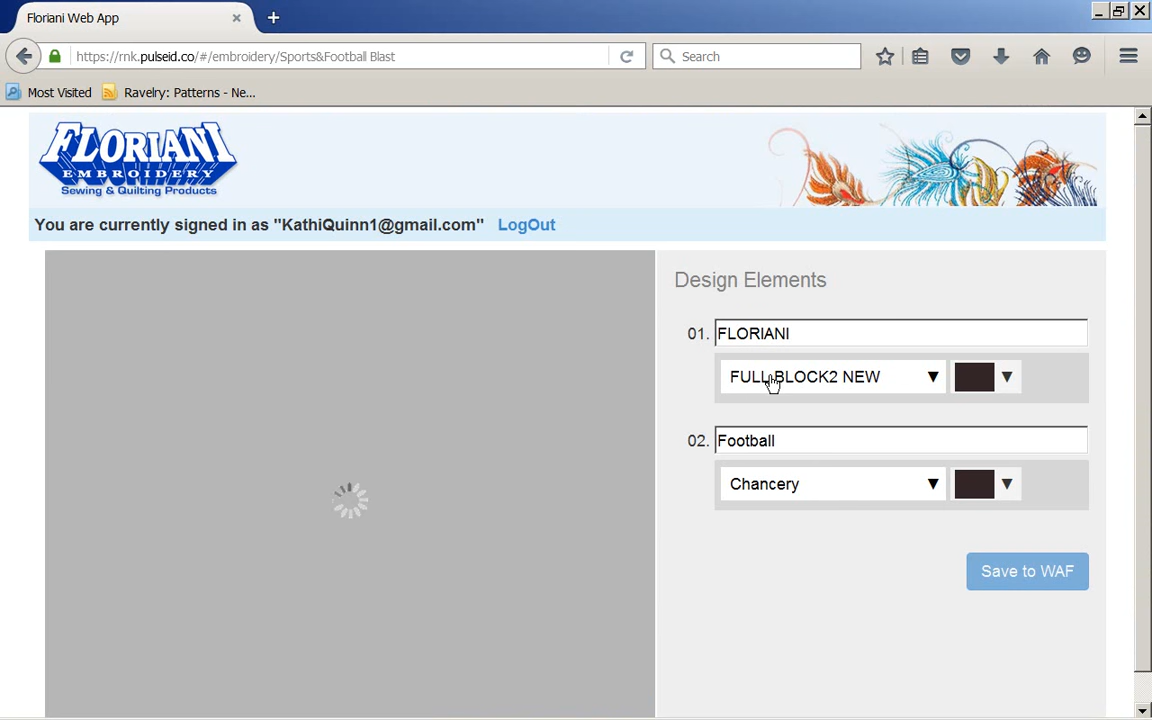 Floriani Web App
https://rnk.pulseid.co/#/embroidery/Sports&Football Blast
Search
Most Visited
Ravelry: Patterns - Ne...
FLORIANI
EMBROIDERY
Sewing & Quilting Products
You are currently signed in as "KathiQuinn1@gmail.com" LogOut
Design Elements
01. FLORIANI
FULL BLOCK2 NEW
02. Football
Chancery
Save to WAF